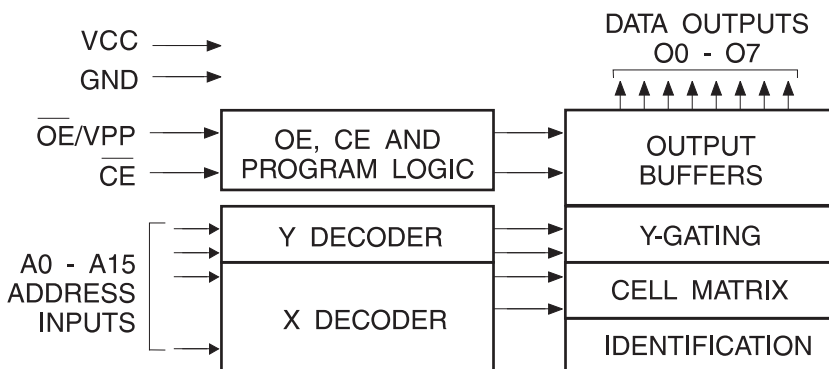 DATA OUTPUTS
O0 - O7
VCC
GND
OE/VPP
CE
OE, CE AND
PROGRAM LOGIC
OUTPUT
BUFFERS
A0 - A15
ADDRESS
INPUTS
Y DECODER
X DECODER
Y-GATING
CELL MATRIX
IDENTIFICATION